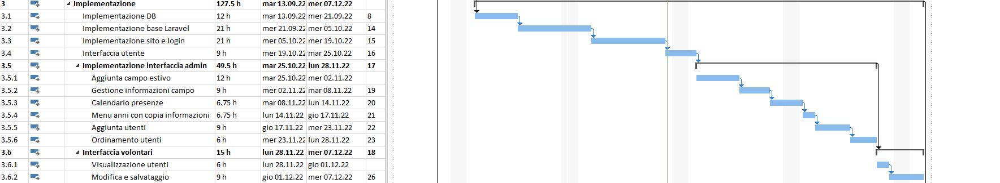 3 Implementazione 127.5 h mar 13.09.22 mer 07.12.22
3.1 Implementazione DB 12 h mar 13.09.22 mer 21.09.22 8
3.2 Implementazione base Laravel 21 h mer 21.09.22 mer 05.10.22 14
3.3 Implementazione sito e login 21 h mer 05.10.22 mer 19.10.22 15
3.4 Interfaccia utente 9 h mer 19.10.22 mar 25.10.22 16
3.5 Implementazione interfaccia admin 49.5 h mar 25.10.22 lun 28.11.22 17
3.5.1 Aggiunta campo estivo 12 h mar 25.10.22 mer 02.11.22
3.5.2 Gestione informazioni campo 9 h mer 02.11.22 mar 08.11.22 19
3.5.3 Calendario presenze 6.75 h mar 08.11.22 lun 14.11.22 20
3.5.4 Menu anni con copia informazioni 6.75 h lun 14.11.22 gio 17.11.22 21
3.5.5 Aggiunta utenti 9 h gio 17.11.22 mer 23.11.22 22
3.5.6 Ordinamento utenti 6 h mer 23.11.22 lun 28.11.22 23
3.6 Interfaccia volontari 15 h lun 28.11.22 mer 07.12.22 18
3.6.1 Visualizzazione utenti 6 h lun 28.11.22 gio 01.12.22
3.6.2 Modifica e salvataggio 9 h gio 01.12.22 mer 07.12.22 26